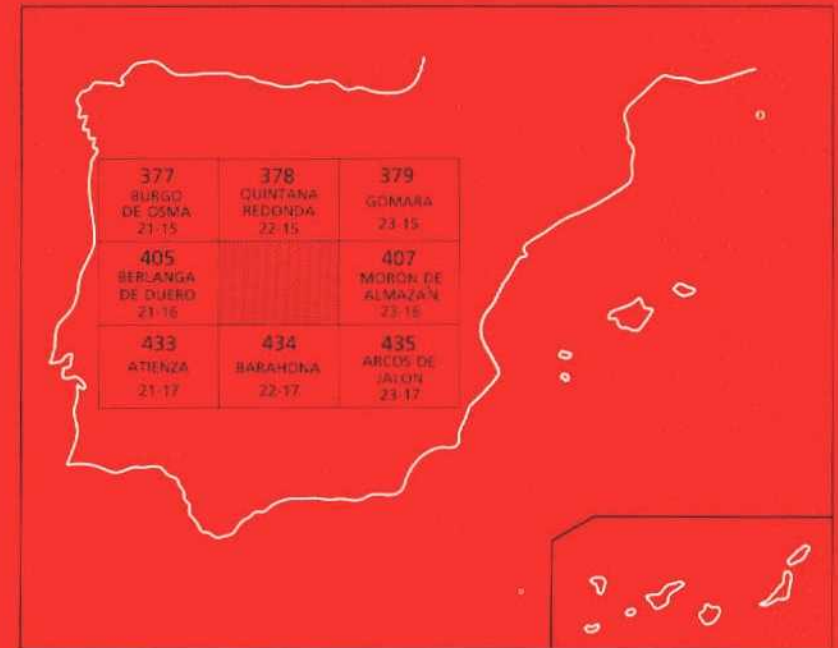 377
BURGO
DE OSMA
21-15
378
QUINTANA
REDONDA
22-15
379
GOMARA
23-15
405
BERLANGA
DE DUERO
21-16
407
MORON DE
ALMAZAN
23-16
433
ATIENZA
21-17
434
BARAHONA
22-17
435
ARCOS DE
JALON
23-17